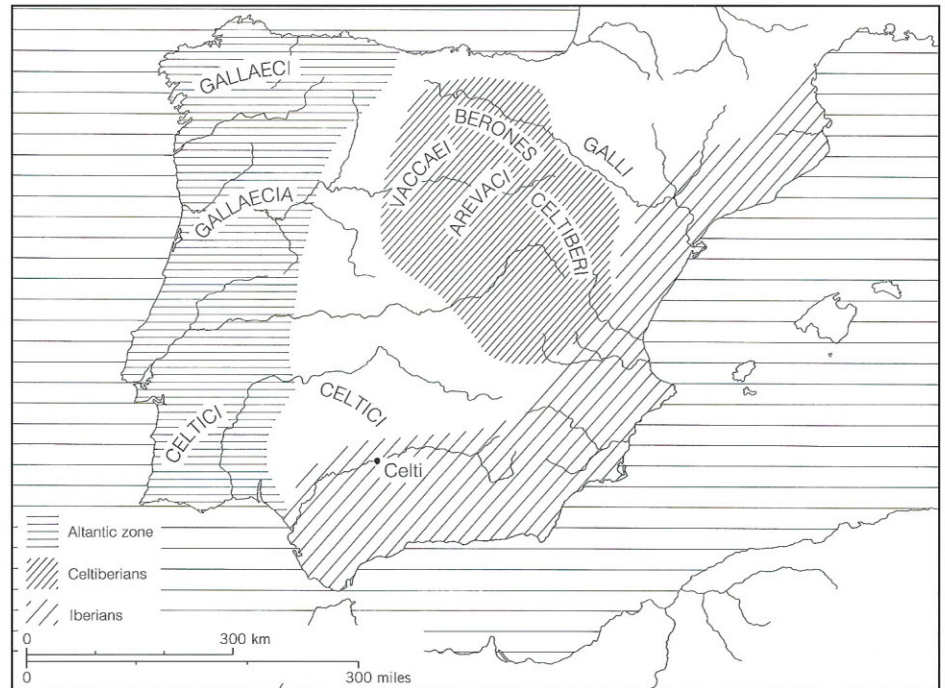 GALLAECI
BERONES
GALLI
VACCAEI
AREVACI
CELTIBERI
GALLAECIA
CELTICI
CELTICI
Celti
Altantic zone
Celtiberians
Iberians
0 300 km
0 300 miles